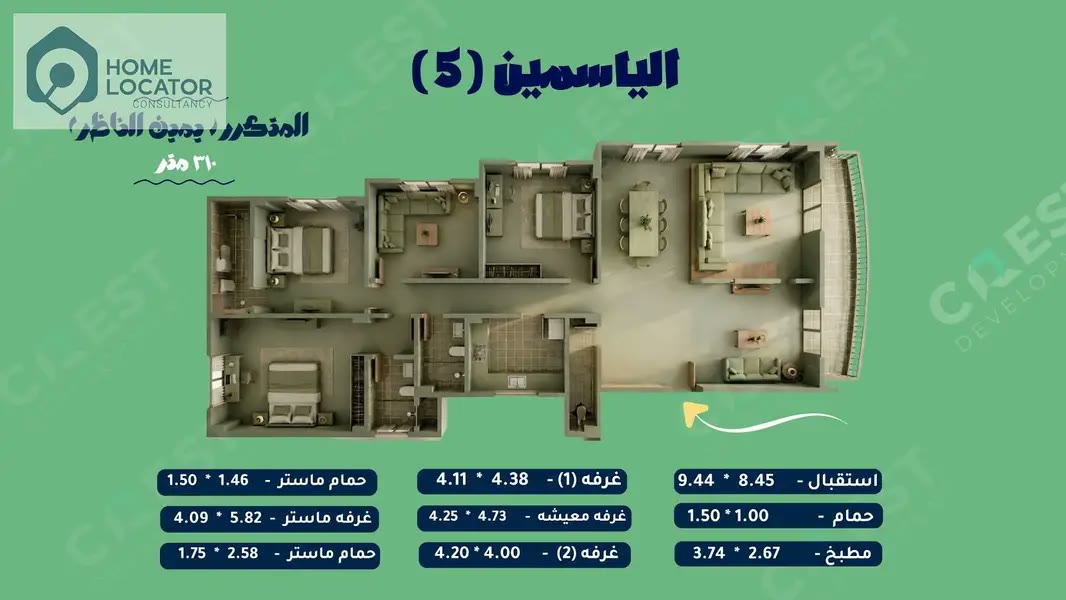 HOME
LOCATOR
CONSULTANCY
الياسمين (5)
المتكرر (يمين الناظر)
٣١٠ متر
استقبال - 8.45 * 9.44
حمام - 1.00 * 1.50
مطبخ - 2.67 * 3.74
غرفه (1) - 4.38 * 4.11
غرفه معيشه - 4.73 * 4.25
غرفه (2) - 4.00 * 4.20
حمام ماستر - 1.46 * 1.50
غرفه ماستر - 5.82 * 4.09
حمام ماستر - 2.58 * 1.75